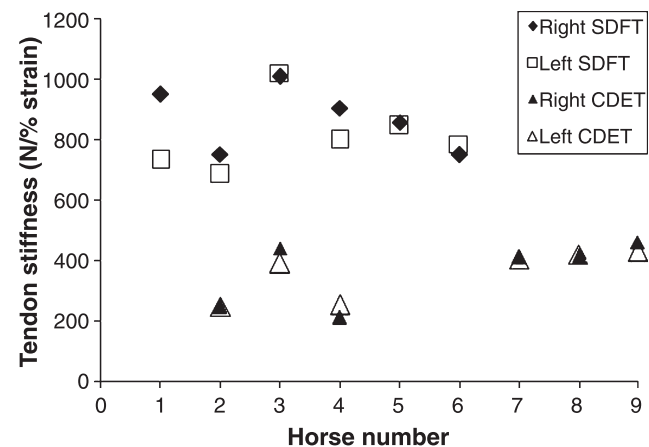 1200
1000
800
600
400
200
0
Tendon stiffness (N/% strain)
0 1 2 3 4 5 6 7 8 9
Horse number
Right SDFT
Left SDFT
Right CDET
Left CDET